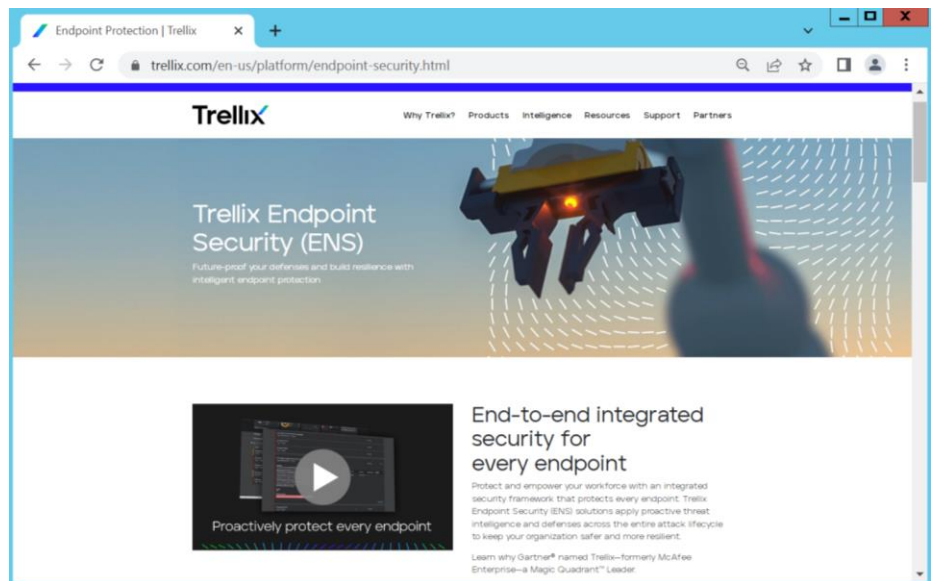 Endpoint Protection | Trellix
trellix.com/en-us/platform/endpoint-security.html
Trellix
Why Trellix? Products Intelligence Resources Support Partners
Trellix Endpoint
Security (ENS)
Future-proof your defenses and build resilience with
intelligent endpoint protection
End-to-end integrated
security for
every endpoint
Protect and empower your workforce with an integrated
security framework that protects every endpoint. Trellix
Endpoint Security (ENS) solutions apply proactive threat
intelligence and defenses across the entire attack lifecycle
to keep your organization safer and more resilient.
Learn why Gartner® named Trellix—formerly McAfee
Enterprise—a Magic Quadrant™ Leader.
Proactively protect every endpoint